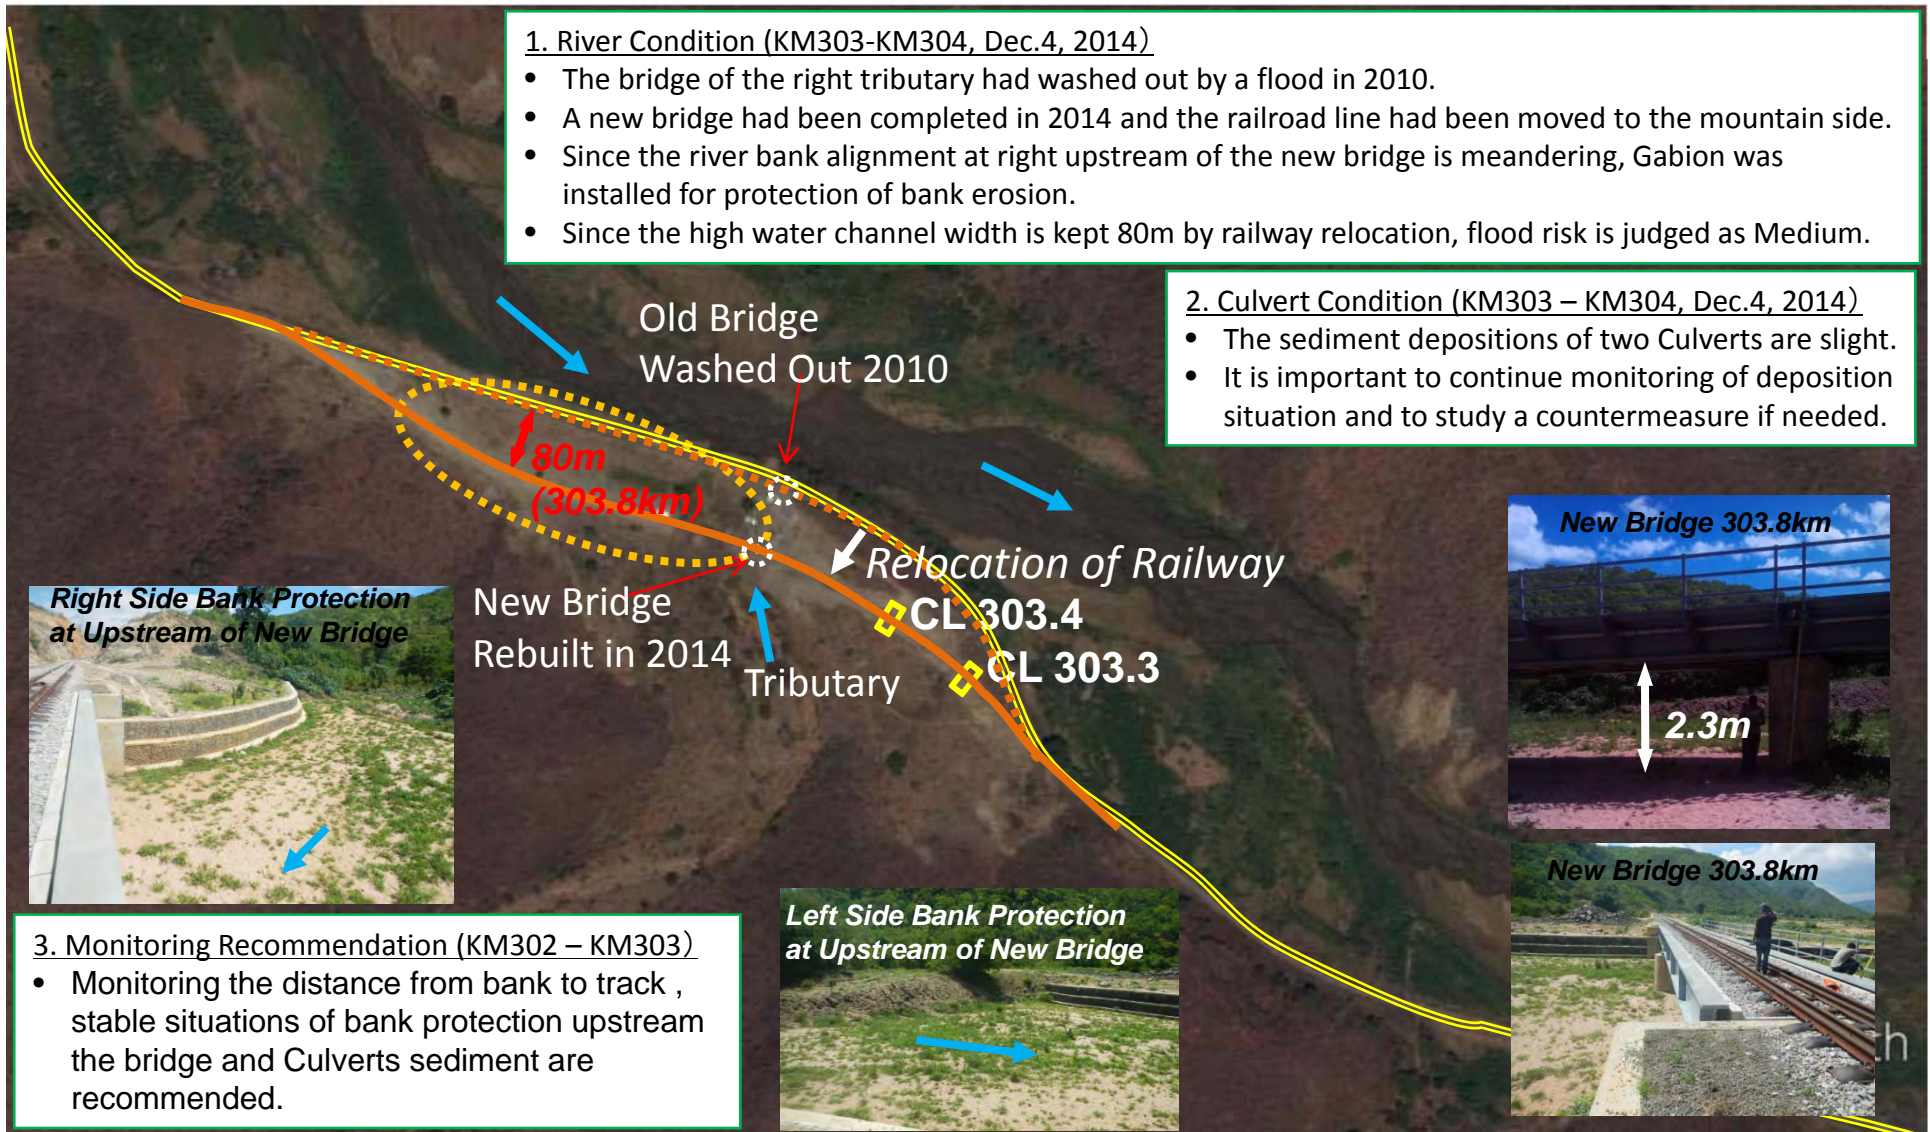 1. River Condition (KM303-KM304, Dec.4, 2014）
• The bridge of the right tributary had washed out by a flood in 2010.
• A new bridge had been completed in 2014 and the railroad line had been moved to the mountain side.
• Since the river bank alignment at right upstream of the new bridge is meandering, Gabion was
installed for protection of bank erosion.
• Since the high water channel width is kept 80m by railway relocation, flood risk is judged as Medium.
2. Culvert Condition (KM303 – KM304, Dec.4, 2014）
• The sediment depositions of two Culverts are slight.
• It is important to continue monitoring of deposition
situation and to study a countermeasure if needed.
Old Bridge
Washed Out 2010
80m
(303.8km)
Relocation of Railway
CL 303.4
CL 303.3
New Bridge
Rebuilt in 2014
Tributary
Right Side Bank Protection
at Upstream of New Bridge
New Bridge 303.8km
2.3m
New Bridge 303.8km
Left Side Bank Protection
at Upstream of New Bridge
3. Monitoring Recommendation (KM302 – KM303）
• Monitoring the distance from bank to track ,
stable situations of bank protection upstream
the bridge and Culverts sediment are
recommended.